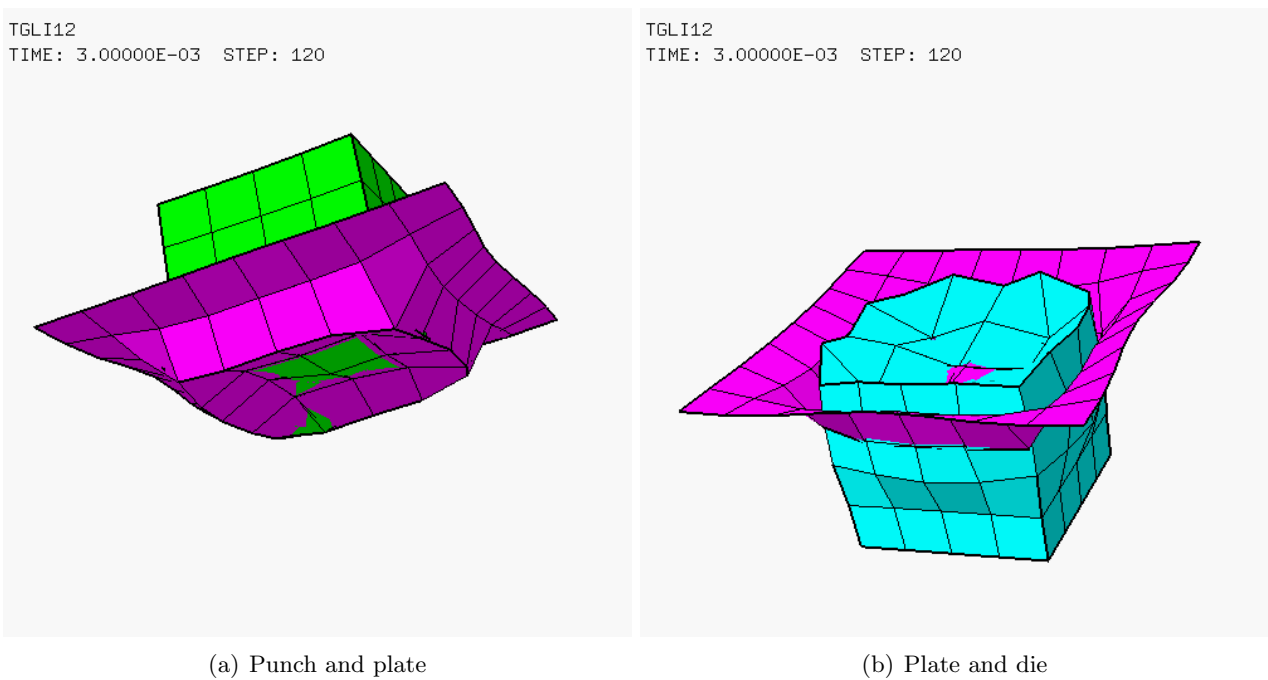 TGLI12
TIME: 3.00000E-03 STEP: 120
TGLI12
TIME: 3.00000E-03 STEP: 120
(a) Punch and plate
(b) Plate and die